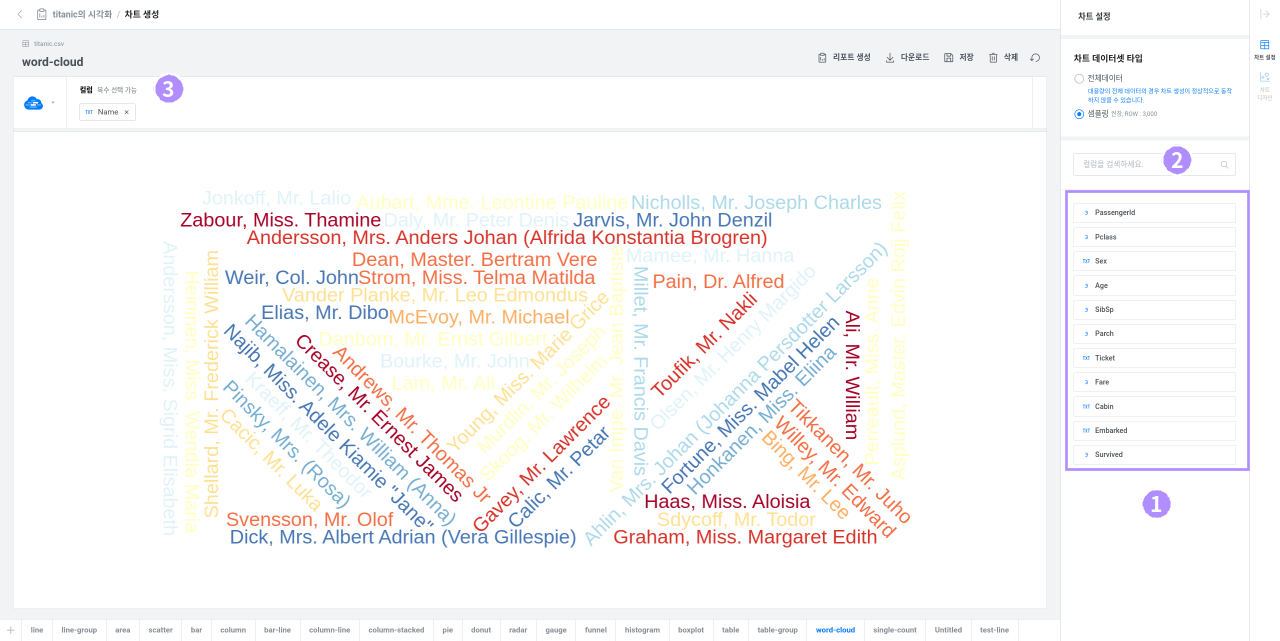 titanic의 시각화 / 차트 생성
titanic.csv
word-cloud
리포트 생성
다운로드
저장
삭제
컬럼 복수 선택 가능
3
TXT Name ×
Jonkoff, Mr. Lalio
Aubart, Mme. Leontine Pauline
Nicholls, Mr. Joseph Charles
Zabour, Miss. Thamine
Daly, Mr. Peter Denis
Jarvis, Mr. John Denzil
Andersson, Mrs. Anders Johan (Alfrida Konstantia Brogren)
Dean, Master. Bertram Vere
Mamee, Mr. Hanna
Weir, Col. John
Strom, Miss. Telma Matilda
Pain, Dr. Alfred
Vander Planke, Mr. Leo Edmondus
Elias, Mr. Dibo
McEvoy, Mr. Michael
Danbom, Mr. Ernst Gilbert
Bourke, Mr. John
Lam, Mr. Ali
Andersson, Miss. Sigrid Elisabeth
Herman, Miss.
Shellard, Mr. Frederick William
Najib, Miss. Adele Kiamie "Jane"
Hamalainen, Mrs. William (Anna)
Crease, Mr. Ernest James
Andrews, Mr. Thomas Jr
Kraeff, Mr. Theodor
Pinsky, Mrs. (Rosa)
Cacic, Mr. Luka
Young, Miss. Marie Grice
Murdlin, Mr. Joseph
Skoog, Mr. Wilhelm
Gavey, Mr. Lawrence
Calic, Mr. Petar
Millet, Mr. Francis Davis
Toufik, Mr. Nakli
Olsen, Mr. Henry Margido
Ahlin, Mrs. Johan (Johanna Persdotter Larsson)
Fortune, Miss. Mabel Helen
Honkanen, Miss. Eliina
Ali, Mr. William
Perreault, Miss. Anne
Asplund, Master. Edvin Rojj Felix
Tikkanen, Mr. Juho
Willey, Mr. Edward
Bing, Mr. Lee
Haas, Miss. Aloisia
Svensson, Mr. Olof
Sdycoff, Mr. Todor
Dick, Mrs. Albert Adrian (Vera Gillespie)
Graham, Miss. Margaret Edith
+ line line-group area scatter bar column bar-line column-line column-stacked pie donut radar gauge funnel histogram boxplot table table-group word-cloud single-count Untitled test-line
차트 설정
차트 데이터셋 타입
전체데이터
대용량의 전체 데이터의 경우 차트 생성이 정상적으로 동작
하지 않을 수 있습니다.
샘플링 한정, ROW : 3,000
컬럼을 검색하세요.
2
3 PassengerId
3 Pclass
TXT Sex
3 Age
3 SibSp
3 Parch
TXT Ticket
3 Fare
TXT Cabin
TXT Embarked
3 Survived
1
차트 설정
차트
디자인